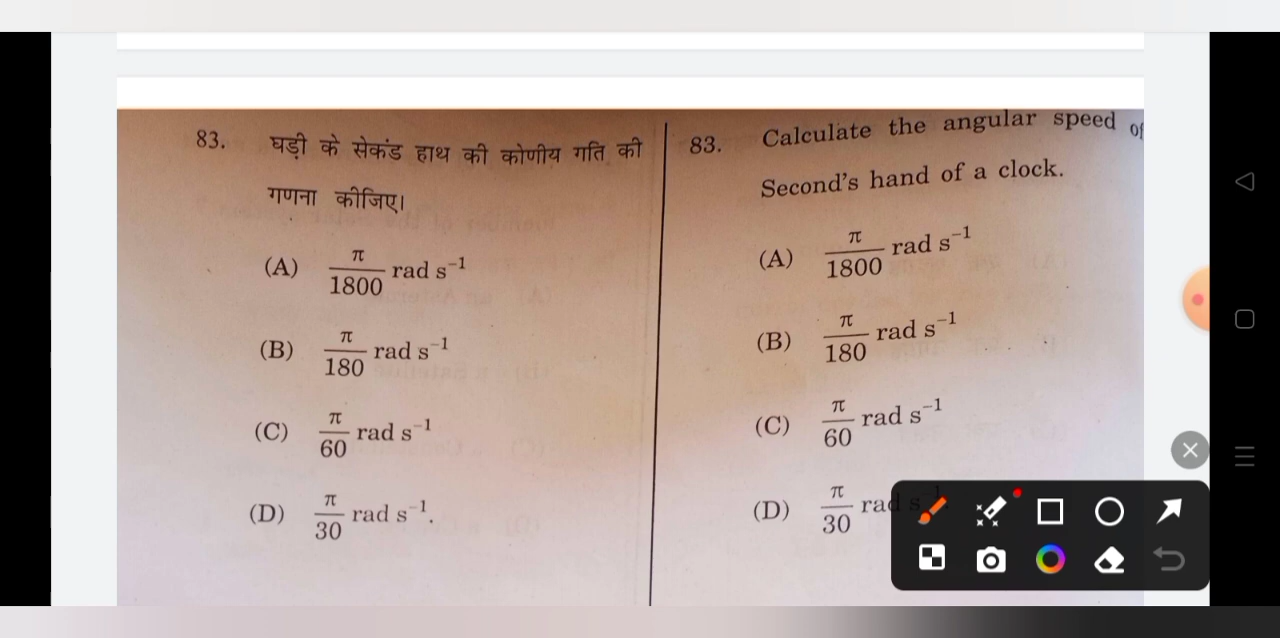 83. घड़ी के सेकंड हाथ की कोणीय गति की
गणना कीजिए।
(A) π/1800 rad s⁻¹
(B) π/180 rad s⁻¹
(C) π/60 rad s⁻¹
(D) π/30 rad s⁻¹.
83. Calculate the angular speed of
Second's hand of a clock.
(A) π/1800 rad s⁻¹
(B) π/180 rad s⁻¹
(C) π/60 rad s⁻¹
(D) π/30 rad s